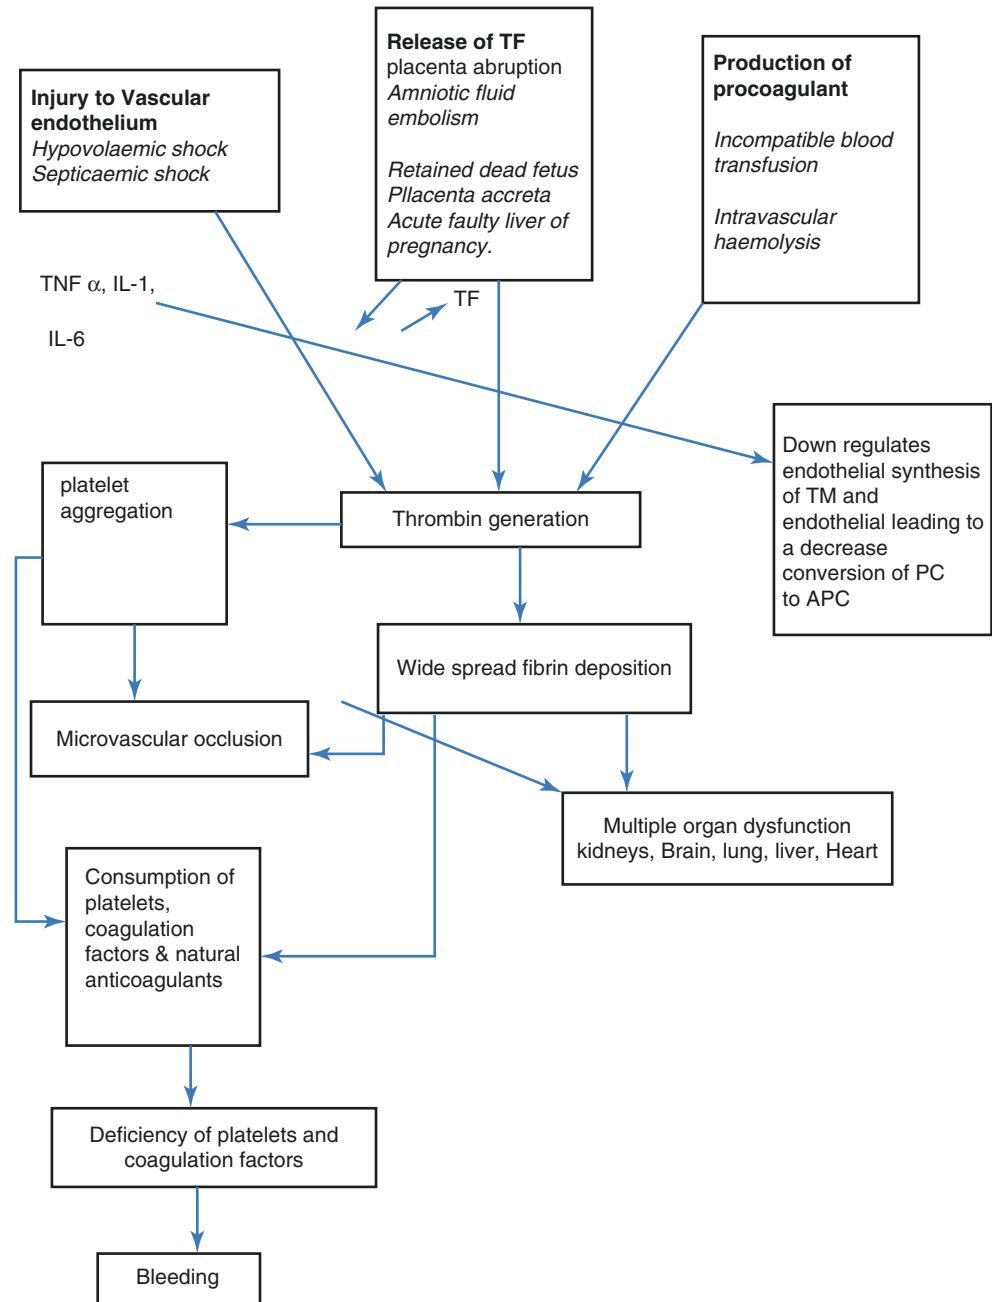 Injury to Vascular
endothelium
Hypovolaemic shock
Septicaemic shock
Release of TF
placenta abruption
Amniotic fluid
embolism
Retained dead fetus
Pllacenta accreta
Acute faulty liver of
pregnancy.
Production of
procoagulant
Incompatible blood
transfusion
Intravascular
haemolysis
TNF α, IL-1,
IL-6
TF
Down regulates
endothelial synthesis
of TM and
endothelial leading to
a decrease
conversion of PC
to APC
platelet
aggregation
Thrombin generation
Wide spread fibrin deposition
Microvascular occlusion
Multiple organ dysfunction
kidneys, Brain, lung, liver, Heart
Consumption of
platelets,
coagulation
factors & natural
anticoagulants
Deficiency of platelets and
coagulation factors
Bleeding